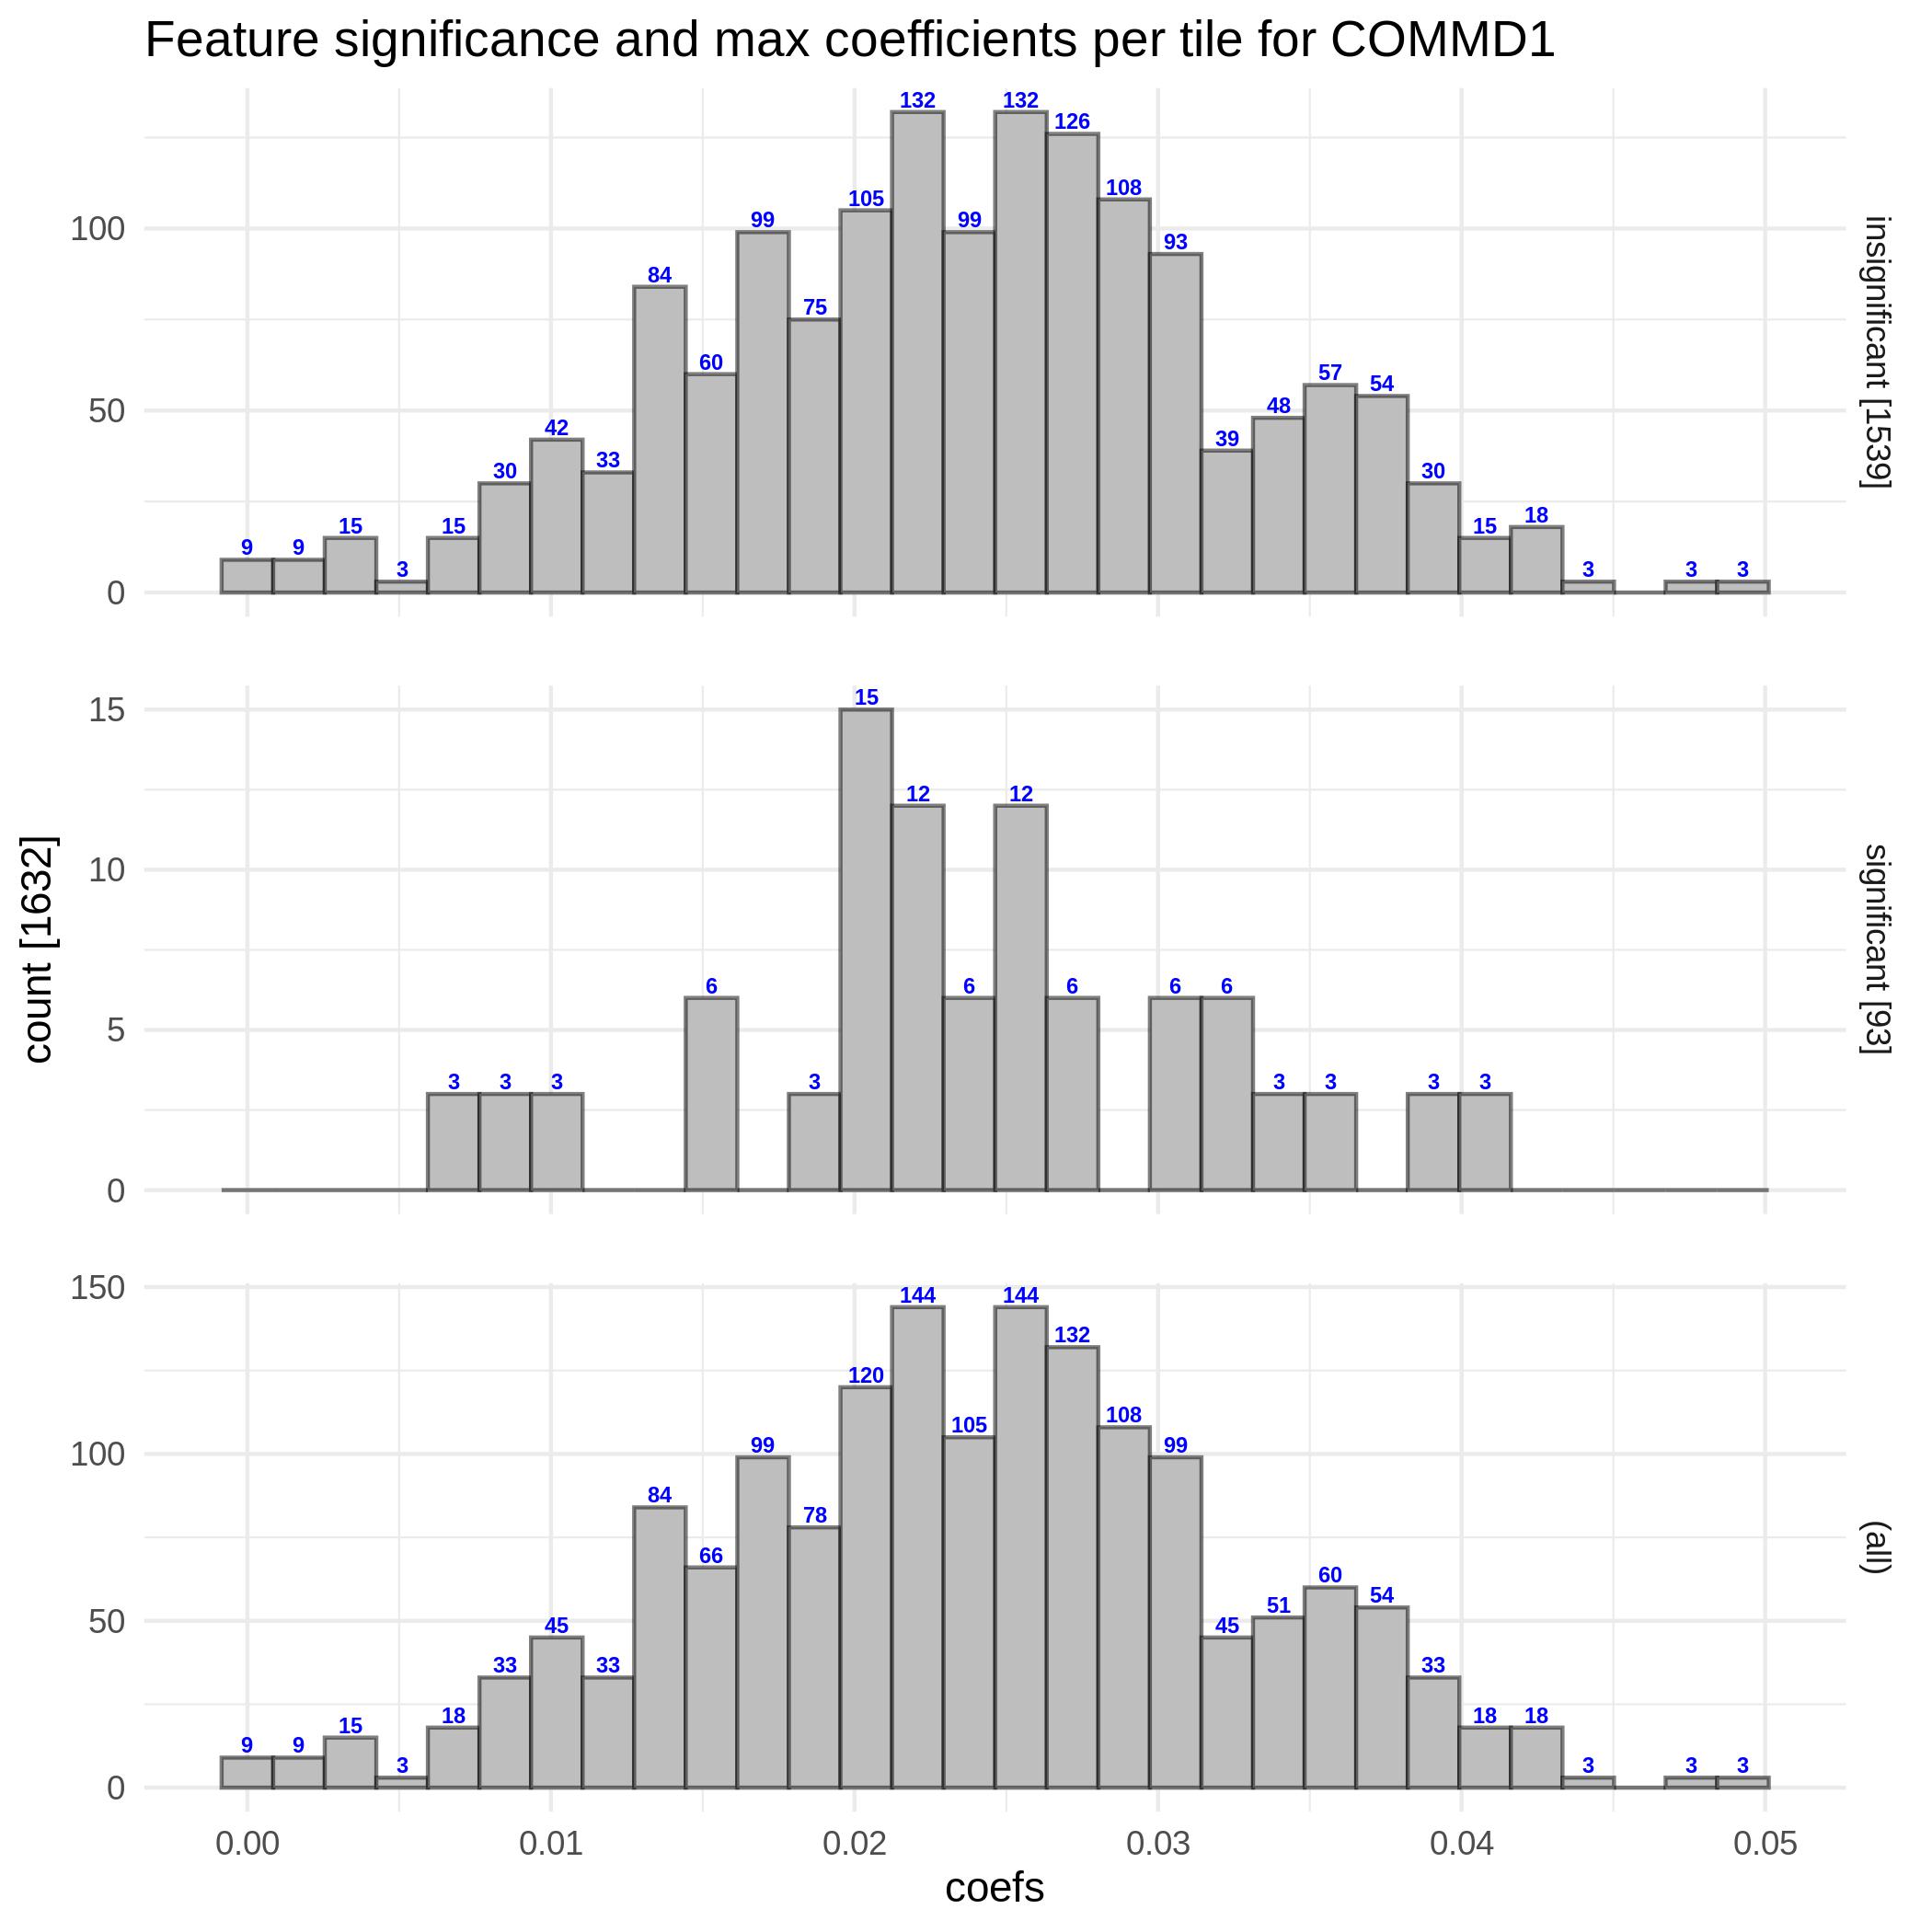 Feature significance and max coefficients per tile for COMMD1
count [1632]
100
50
0
9 9 15 3 15 30 42 33 84 60 99 75 105 132 99 132 126 108 93 39 48 57 54 30 15 18 3 3 3
insignificant [1539]
15
10
5
0
3 3 3 6 3 15 12 6 12 6 6 6 3 3 3 3
significant [93]
150
100
50
0
9 9 15 3 18 33 45 33 84 66 99 78 120 144 105 144 132 108 99 45 51 60 54 33 18 18 3 3 3
(all)
0.00 0.01 0.02 0.03 0.04 0.05
coefs